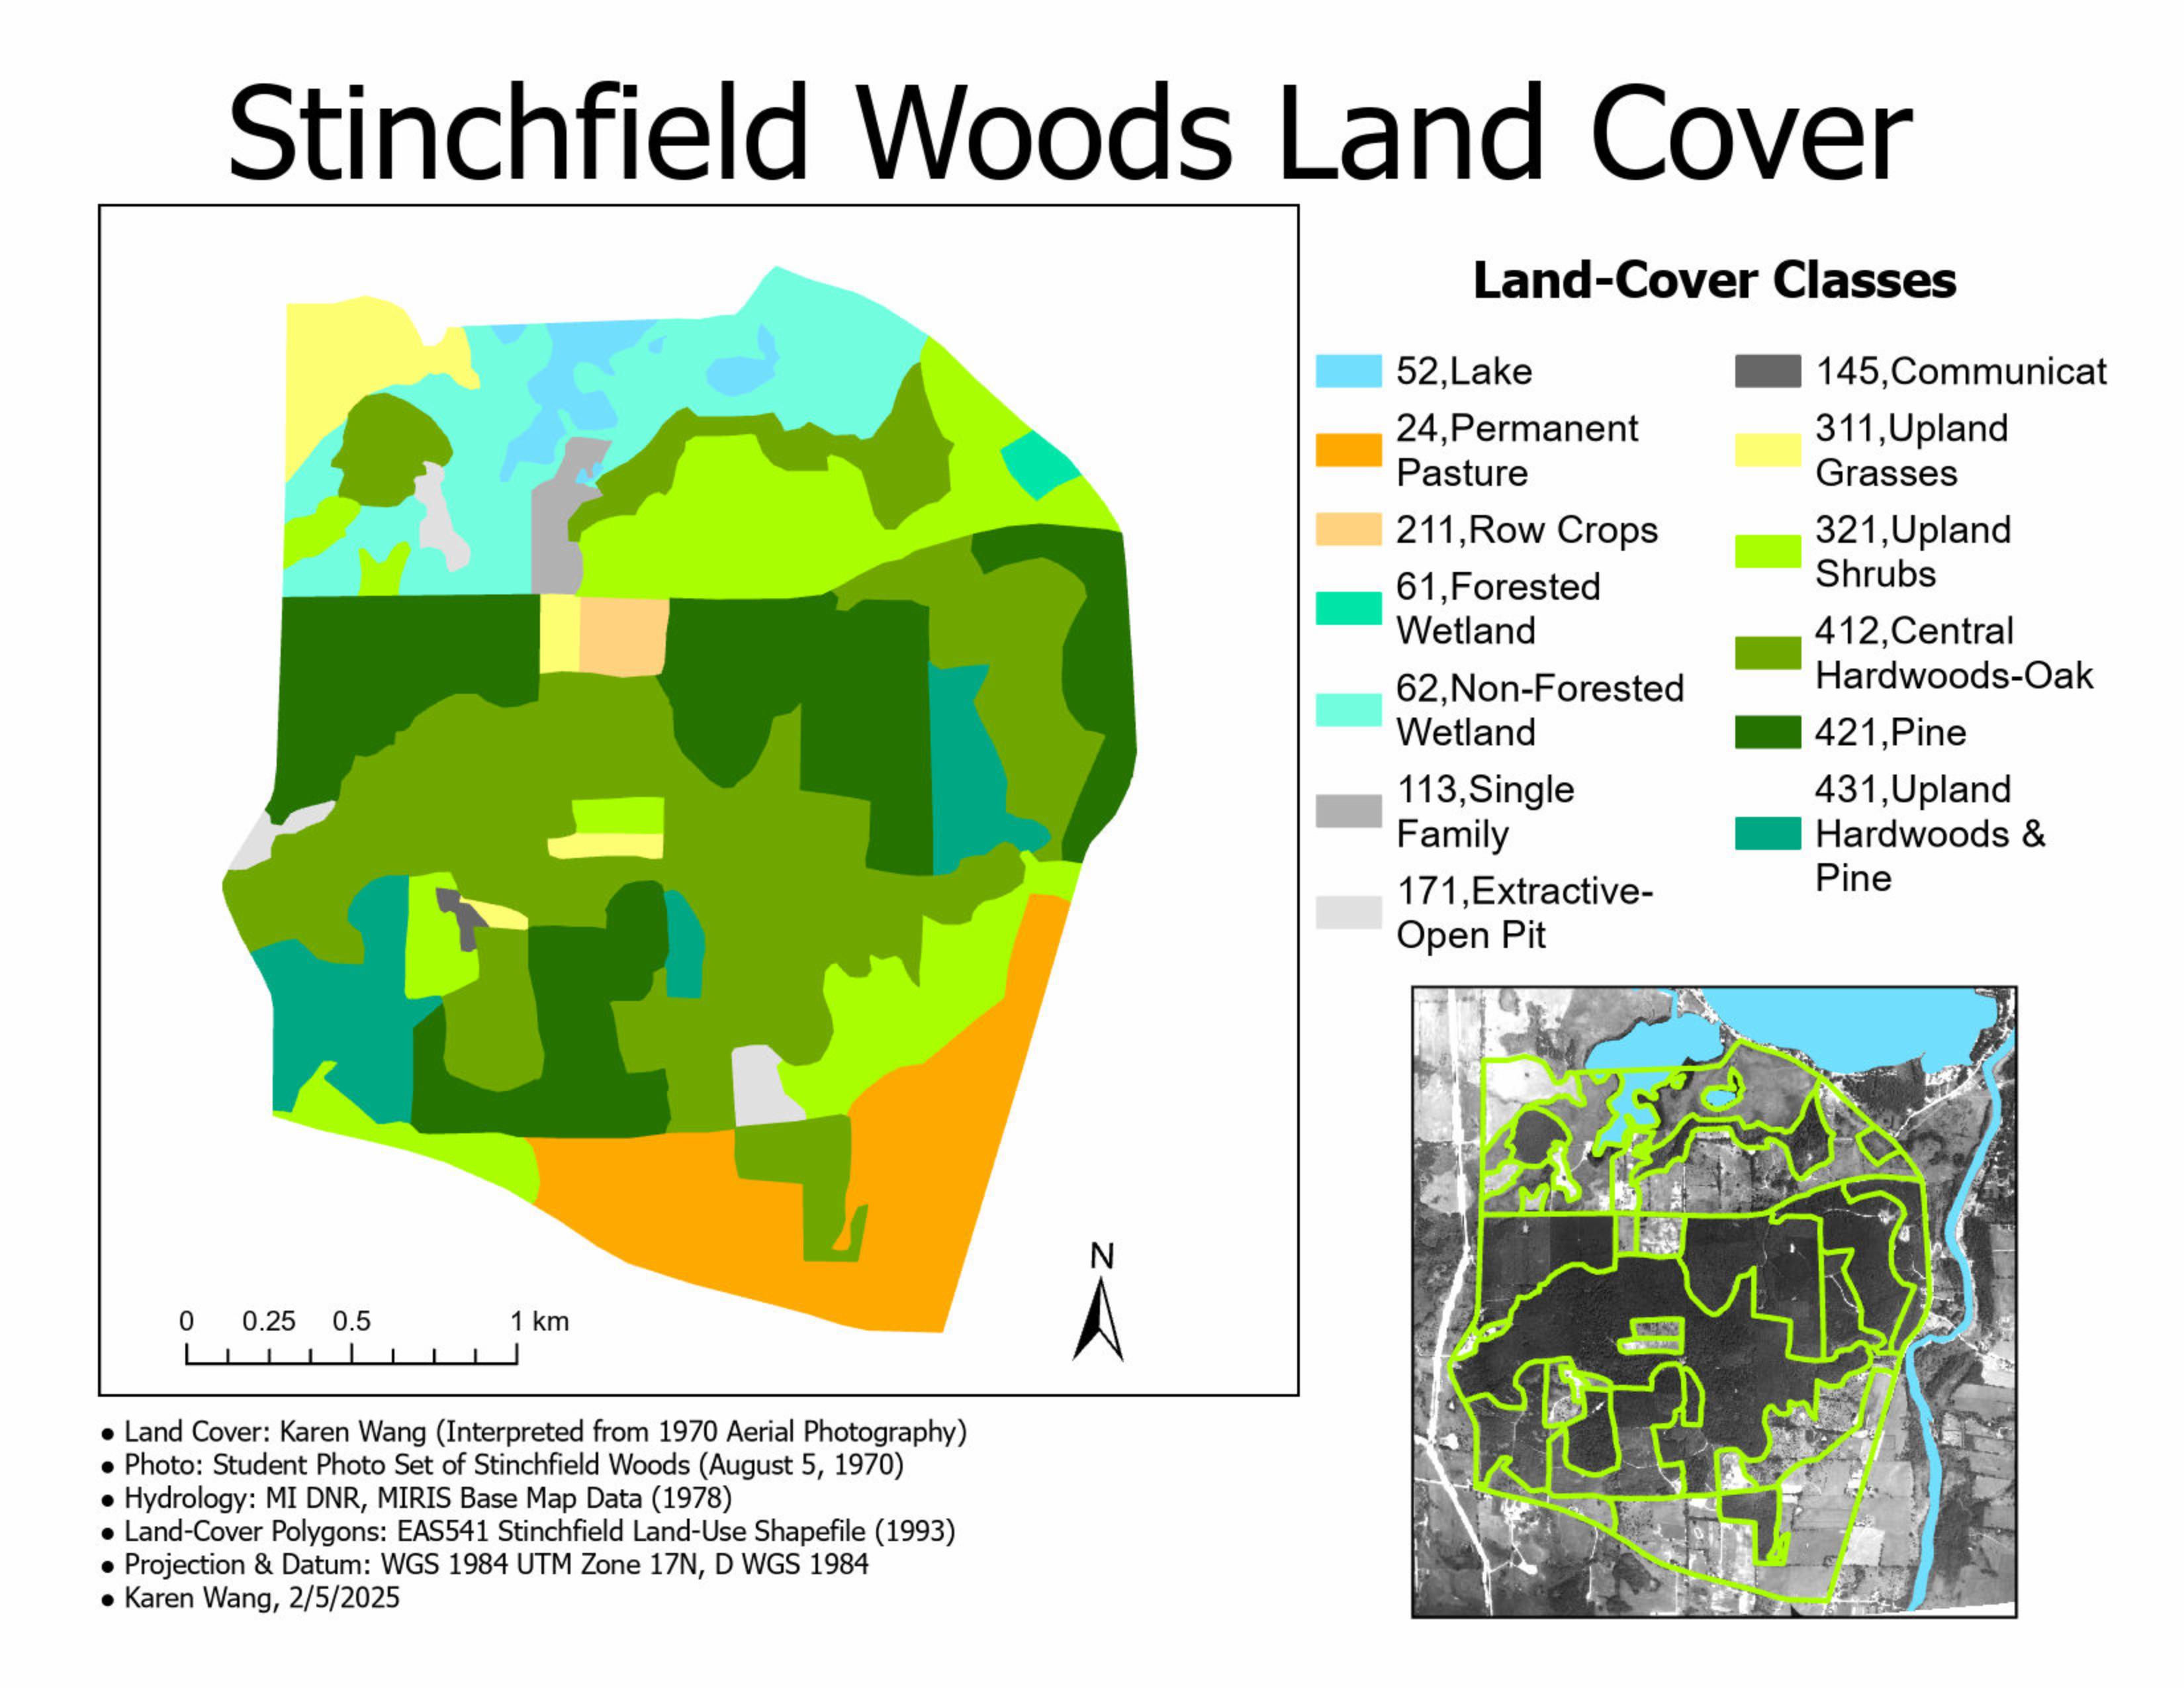 Stinchfield Woods Land Cover
Land-Cover Classes
52,Lake
24,Permanent
Pasture
211,Row Crops
61,Forested
Wetland
62,Non-Forested
Wetland
113,Single
Family
171,Extractive-
Open Pit
145,Communicat
311,Upland
Grasses
321,Upland
Shrubs
412,Central
Hardwoods-Oak
421,Pine
431,Upland
Hardwoods &
Pine
N
0 0.25 0.5 1 km
● Land Cover: Karen Wang (Interpreted from 1970 Aerial Photography)
● Photo: Student Photo Set of Stinchfield Woods (August 5, 1970)
● Hydrology: MI DNR, MIRIS Base Map Data (1978)
● Land-Cover Polygons: EAS541 Stinchfield Land-Use Shapefile (1993)
● Projection & Datum: WGS 1984 UTM Zone 17N, D WGS 1984
● Karen Wang, 2/5/2025